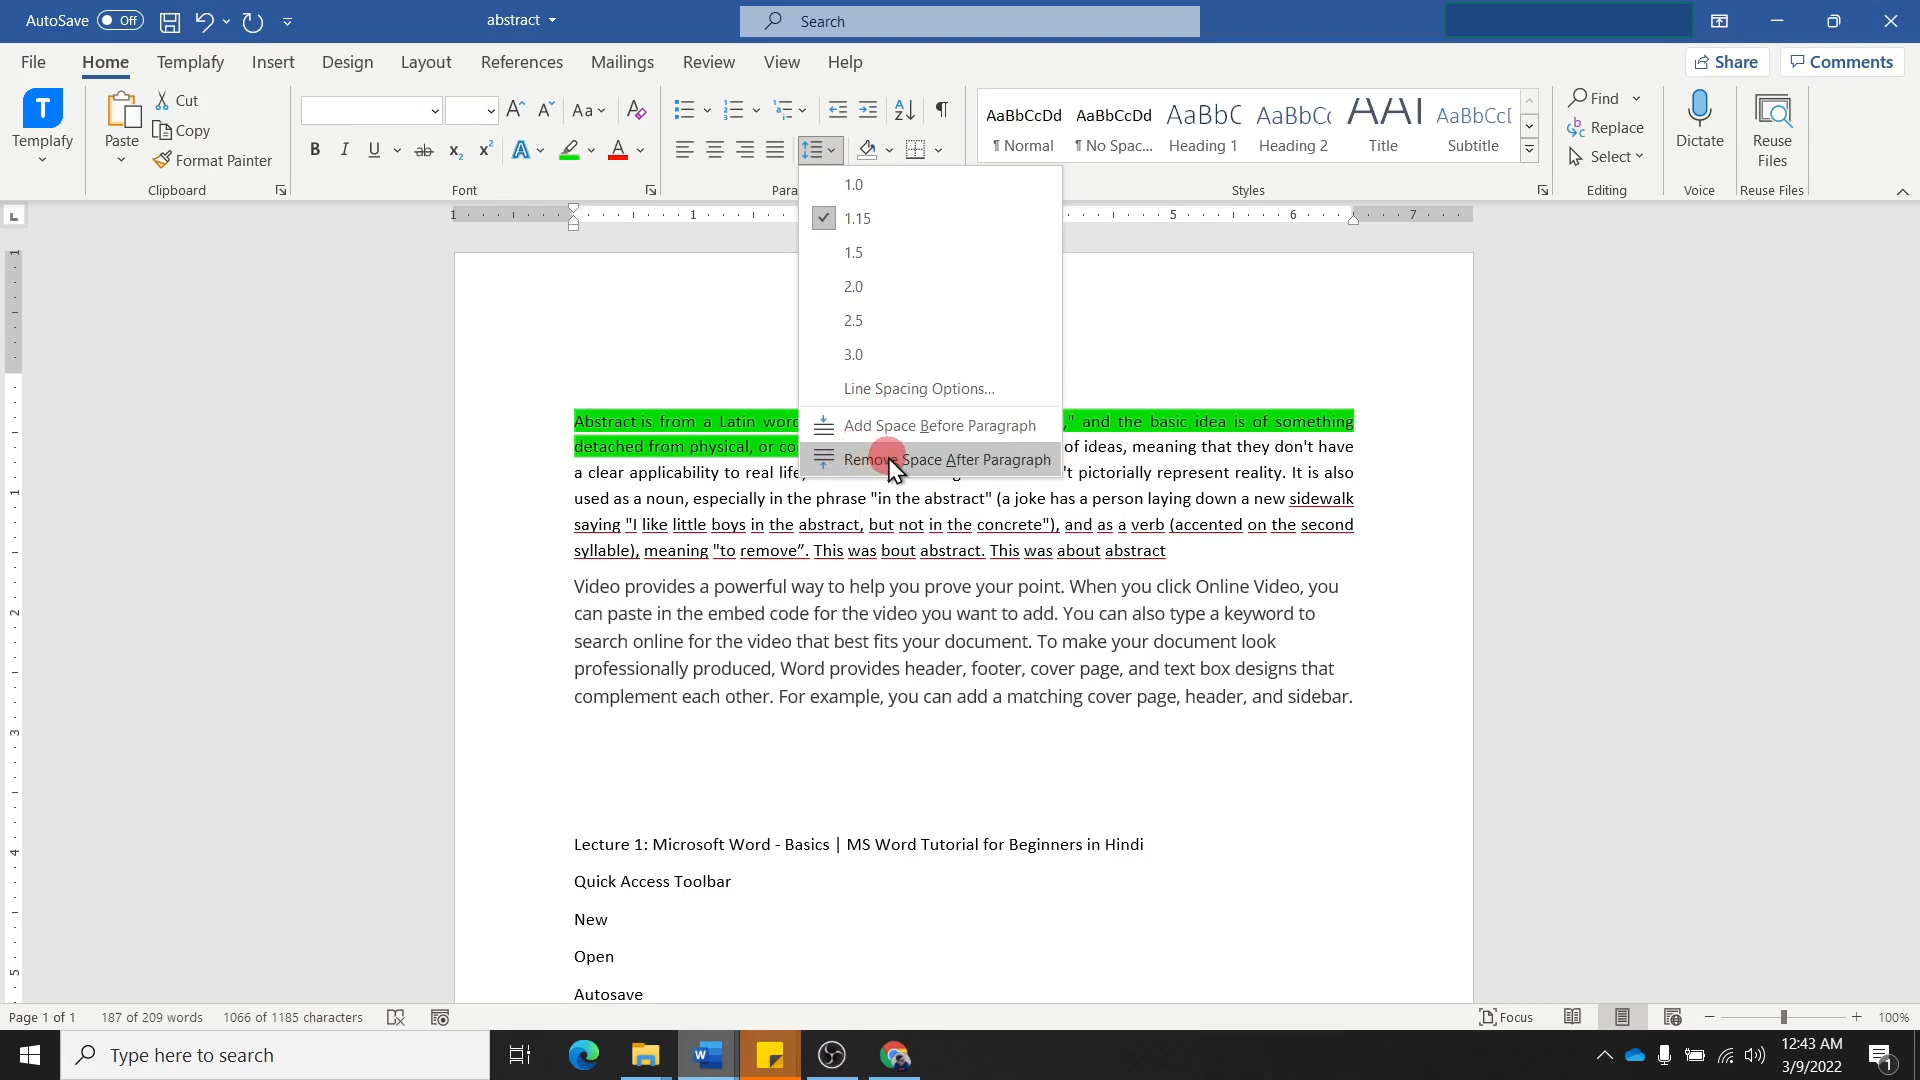 AutoSave Off abstract Search
File Home Templafy Insert Design Layout References Mailings Review View Help Share Comments
Templafy
Paste
Cut
Copy
Format Painter
Clipboard
Aa
B I U ab x₂ x² A A
Font
Para
AaBbCcDd AaBbCcDd AaBbC AaBbCc AAI AaBbCcI
¶ Normal ¶ No Spac... Heading 1 Heading 2 Title Subtitle
Styles
Find
Replace
Select
Editing
Dictate
Voice
Reuse
Files
Reuse Files
1 1 5 6 7
1.0
1.15
1.5
2.0
2.5
3.0
Line Spacing Options...
Add Space Before Paragraph
Remove Space After Paragraph
Abstract is from a Latin word ," and the basic idea is of something
detached from physical, or co of ideas, meaning that they don't have
a clear applicability to real life, 't pictorially represent reality. It is also
used as a noun, especially in the phrase "in the abstract" (a joke has a person laying down a new sidewalk
saying "I like little boys in the abstract, but not in the concrete"), and as a verb (accented on the second
syllable), meaning "to remove”. This was bout abstract. This was about abstract
Video provides a powerful way to help you prove your point. When you click Online Video, you
can paste in the embed code for the video you want to add. You can also type a keyword to
search online for the video that best fits your document. To make your document look
professionally produced, Word provides header, footer, cover page, and text box designs that
complement each other. For example, you can add a matching cover page, header, and sidebar.
Lecture 1: Microsoft Word - Basics | MS Word Tutorial for Beginners in Hindi
Quick Access Toolbar
New
Open
Autosave
Page 1 of 1 187 of 209 words 1066 of 1185 characters Focus 100%
Type here to search
12:43 AM
3/9/2022
1